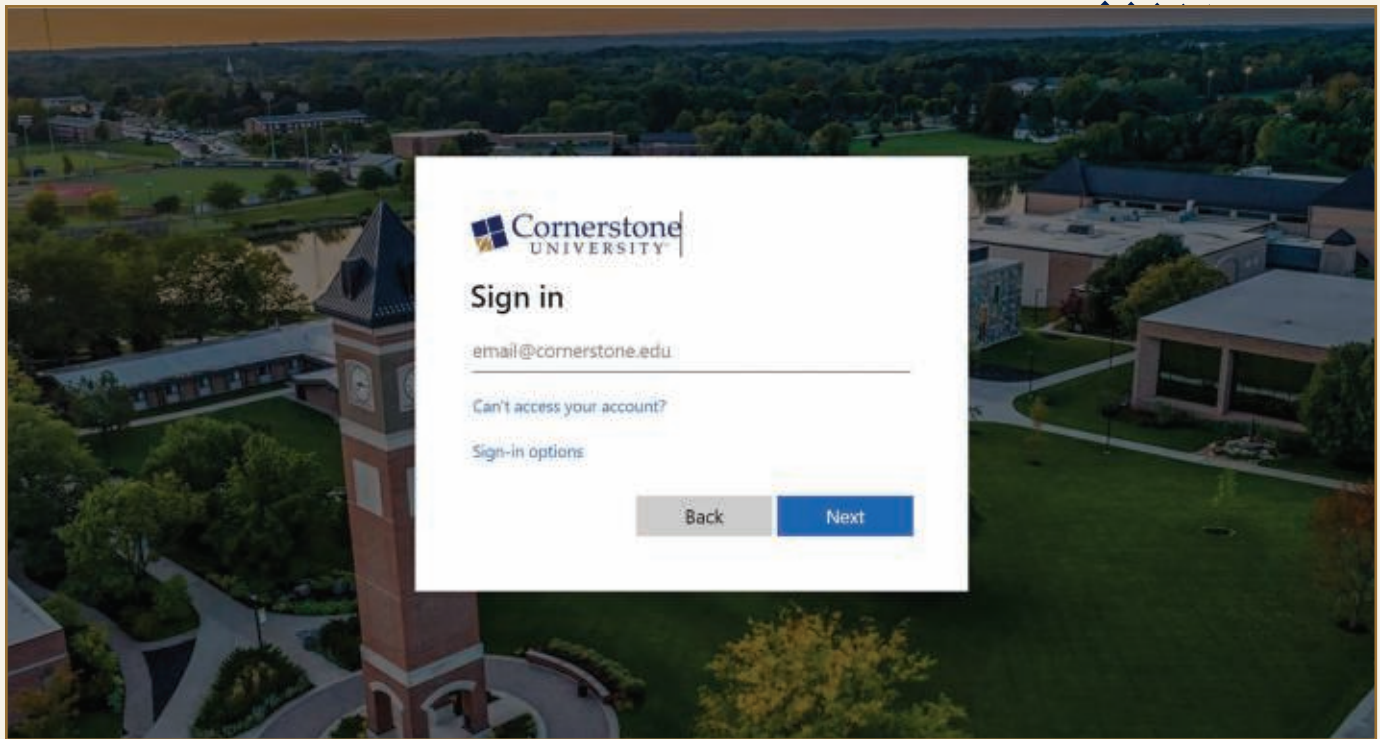 Cornerstone
UNIVERSITY
Sign in
email@cornerstone.edu
Can't access your account?
Sign-in options
Back
Next